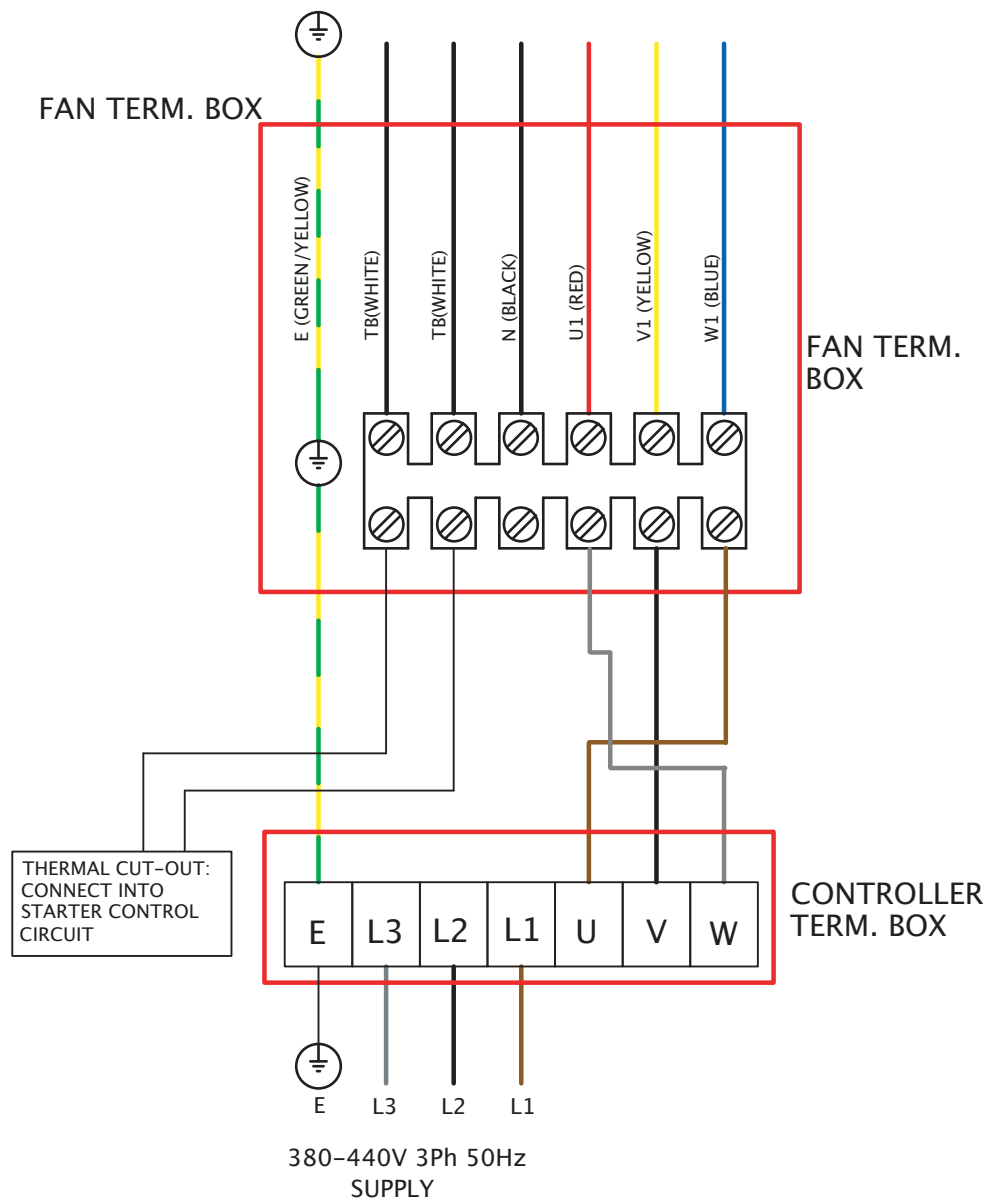 FAN TERM. BOX
E (GREEN/YELLOW)
TB(WHITE)
TB(WHITE)
N (BLACK)
U1 (RED)
V1 (YELLOW)
W1 (BLUE)
FAN TERM.
BOX
THERMAL CUT-OUT:
CONNECT INTO
STARTER CONTROL
CIRCUIT
E L3 L2 L1 U V W
CONTROLLER
TERM. BOX
E L3 L2 L1
380-440V 3Ph 50Hz
SUPPLY